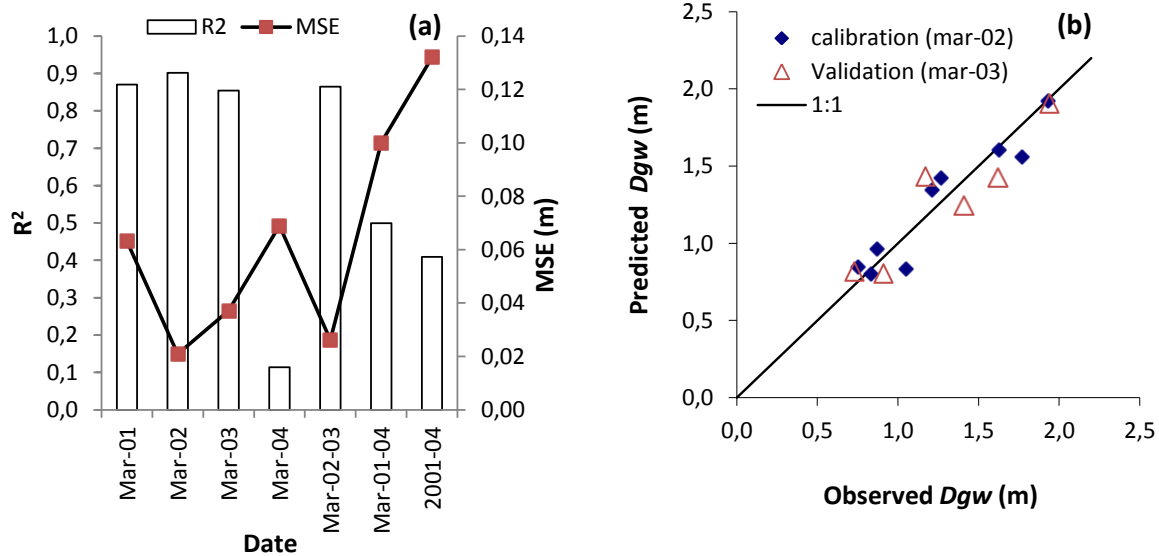 (a)
R2
MSE
1,0
0,9
0,8
0,7
0,6
0,5
0,4
0,3
0,2
0,1
0,0
R²
0,14
0,12
0,10
0,08
0,06
0,04
0,02
0,00
MSE (m)
Mar-01
Mar-02
Mar-03
Mar-04
Mar-02-03
Mar-01-04
2001-04
Date
(b)
calibration (mar-02)
Validation (mar-03)
1:1
2,5
2,0
1,5
1,0
0,5
0,0
Predicted Dgw (m)
0,0 0,5 1,0 1,5 2,0 2,5
Observed Dgw (m)